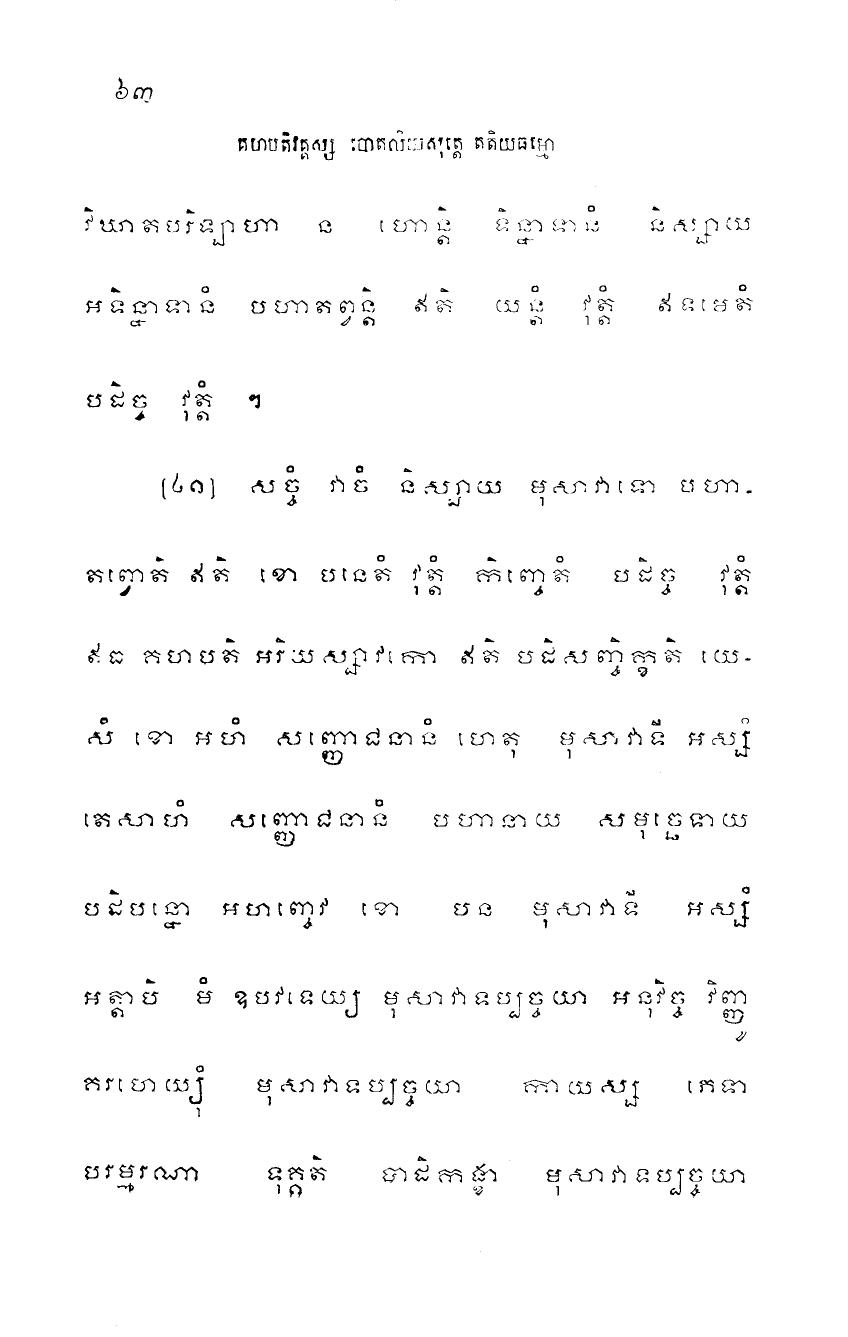 ៦៣
គហបតិវគ្គស្ស បោតលិយសុត្តេ តតិយធម្មោ
វិឃាតបរិឡាហា ន ហោន្តិ ទិន្នាទានំ និស្សាយ
អទិន្នាទានំ បហាតព្វន្តិ ឥតិ យន្តំ វុត្តំ ឥទមេតំ
បដិច្ច វុត្តំ ។
[៤១] សច្ចំ វាចំ និស្សាយ មុសាវាទោ បហា-
តព្វោតិ ឥតិ ខោ បនេតំ វុត្តំ កិញ្ចេតំ បដិច្ច វុត្តំ
ឥធ គហបតិ អរិយស្សាវកោ ឥតិ បដិសញ្ចិក្ខតិ យេ-
សំ ខោ អហំ សញ្ញោជនានំ ហេតុ មុសាវាទី អស្សំ
តេសាហំ សញ្ញោជនានំ បហានាយ សមុច្ឆេទាយ
បដិបន្នោ អហញ្ចេវ ខោ បន មុសាវាទី អស្សំ
អត្តាបិ មំ ឧបវទេយ្យ មុសាវាទប្បច្ចយា អនុវិច្ច វិញ្ញូ
គរហេយ្យុំ មុសាវាទប្បច្ចយា កាយស្ស ភេទា
បរម្មរណា ទុគ្គតិ បាដិកង្ខា មុសាវាទប្បច្ចយា